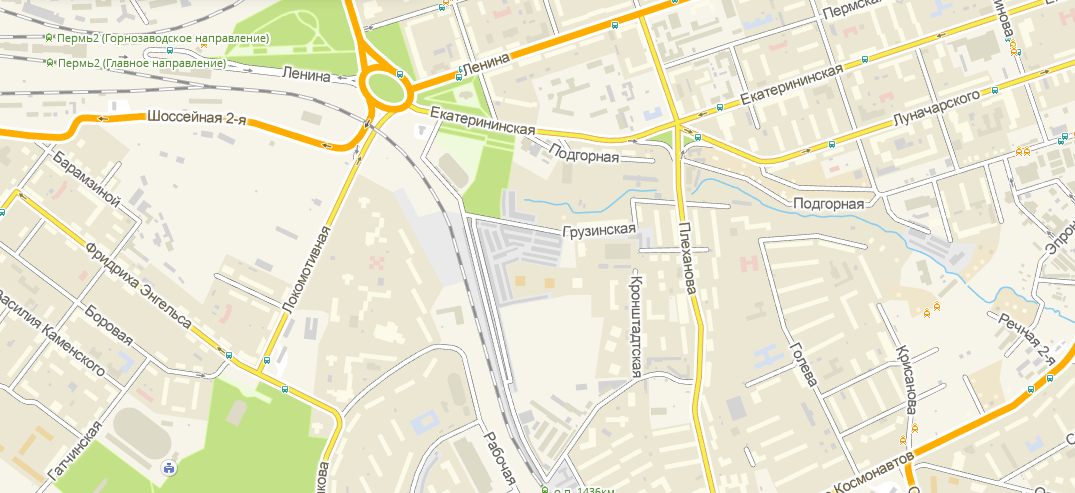 Пермская
Ленина
Пермь2 (Горнозаводское направление)
Пермь2 (Главное направление)
Ленина
Екатерининская
Шоссейная 2-я
Екатерининская
Луначарского
Подгорная
Барамзиной
Подгорная
Грузинская
Плеханова
Локомотивная
Фридриха Энгельса
Кронштадтская
Боровая
Василия Каменского
Речная 2-я
Голева
Крисанова
Гатчинская
Рабочая
Космонавтов
о.п. 1436км